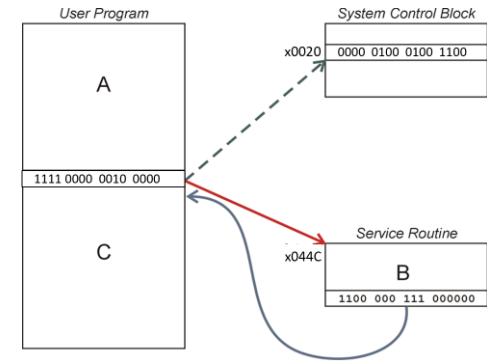 User Program
System Control Block
x0020
0000 0100 0100 1100
A
1111 0000 0010 0000
C
Service Routine
x044C
B
1100 000 111 000000